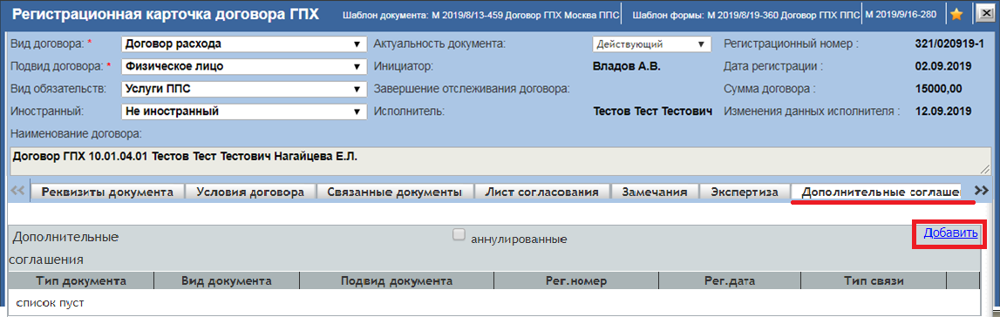 Регистрационная карточка договора ГПХ Шаблон документа: М 2019/8/13-459 Договор ГПХ Москва ППС Шаблон формы: М 2019/8/19-360 Договор ГПХ ППС М 2019/9/16-280
Вид договора: * Договор расхода Актуальность документа: Действующий Регистрационный номер : 321/020919-1
Подвид договора: * Физическое лицо Инициатор: Владов А.В. Дата регистрации : 02.09.2019
Вид обязательств: Услуги ППС Завершение отслеживания договора: Сумма договора : 15000,00
Иностранный: Не иностранный Исполнитель: Тестов Тест Тестович Изменения данных исполнителя : 12.09.2019
Наименование договора:
Договор ГПХ 10.01.04.01 Тестов Тест Тестович Нагайцева Е.Л.
Реквизиты документа Условия договора Связанные документы Лист согласования Замечания Экспертиза Дополнительные соглаше
Дополнительные аннулированные Добавить
соглашения
Тип документа Вид документа Подвид документа Рег.номер Рег.дата Тип связи
список пуст